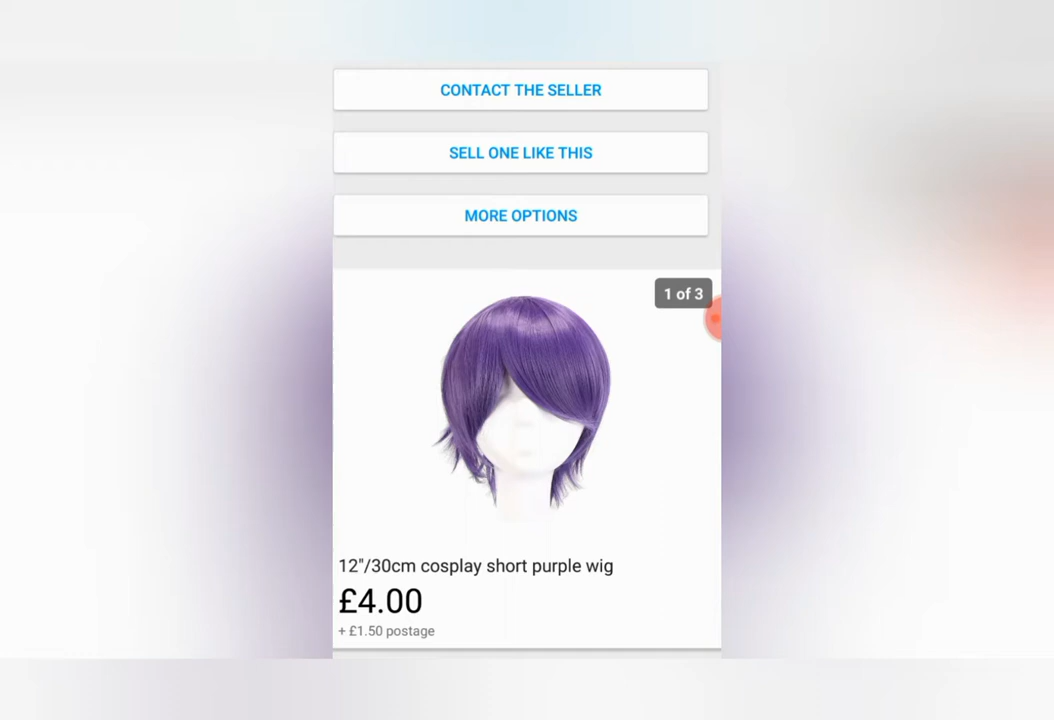 CONTACT THE SELLER
SELL ONE LIKE THIS
MORE OPTIONS
1 of 3
12"/30cm cosplay short purple wig
£4.00
+ £1.50 postage